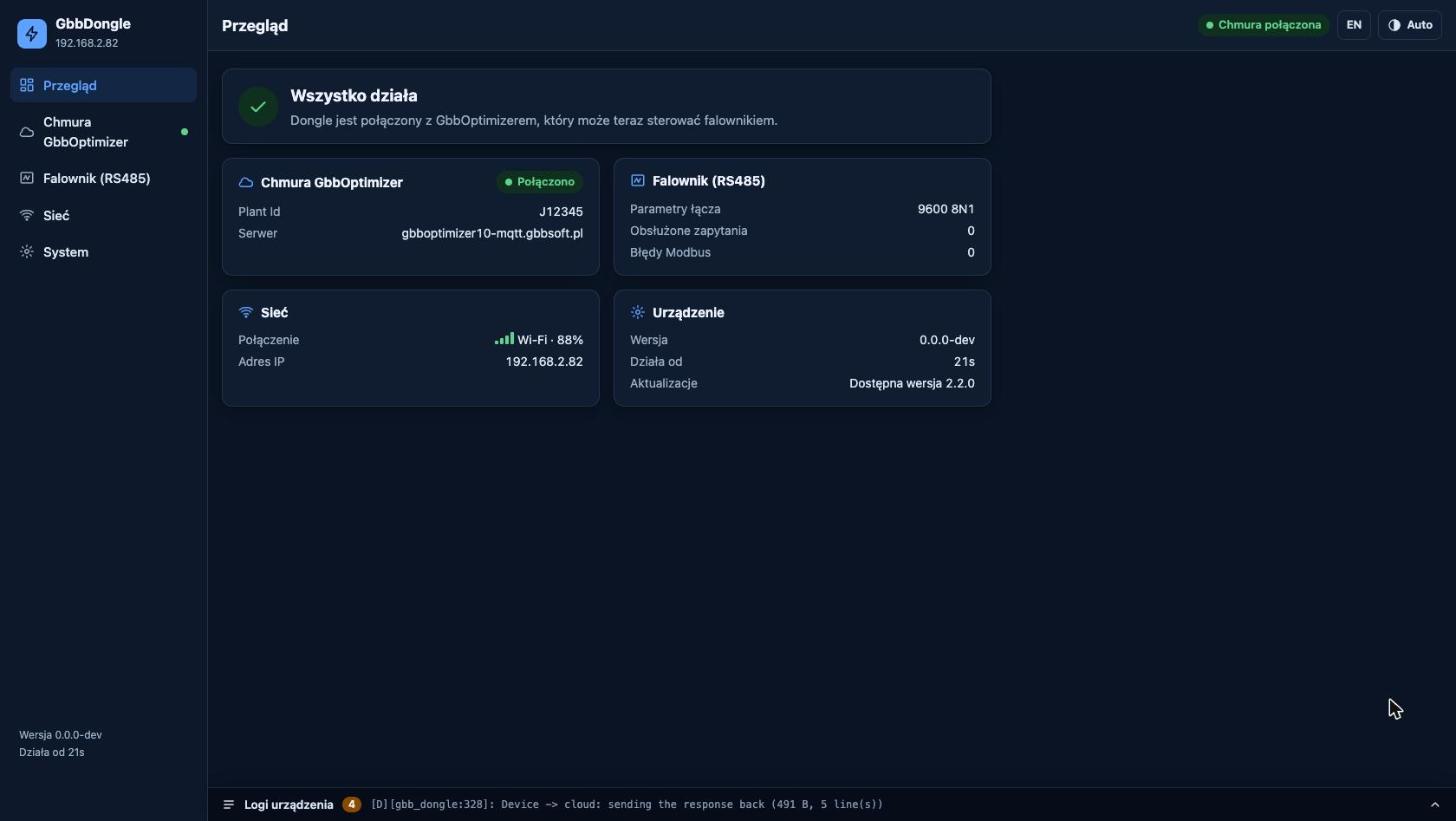 GbbDongle
192.168.2.82
Przegląd
Chmura
GbbOptimizer
Falownik (RS485)
Sieć
System
Wersja 0.0.0-dev
Działa od 21s
Przegląd
Chmura połączona
EN
Auto
Wszystko działa
Dongle jest połączony z GbbOptimizerem, który może teraz sterować falownikiem.
Chmura GbbOptimizer
Połączono
Plant Id J12345
Serwer gbboptimizer10-mqtt.gbbsoft.pl
Falownik (RS485)
Parametry łącza 9600 8N1
Obsłużone zapytania 0
Błędy Modbus 0
Sieć
Połączenie Wi-Fi · 88%
Adres IP 192.168.2.82
Urządzenie
Wersja 0.0.0-dev
Działa od 21s
Aktualizacje Dostępna wersja 2.2.0
Logi urządzenia 4 [D][gbb_dongle:328]: Device -> cloud: sending the response back (491 B, 5 line(s))